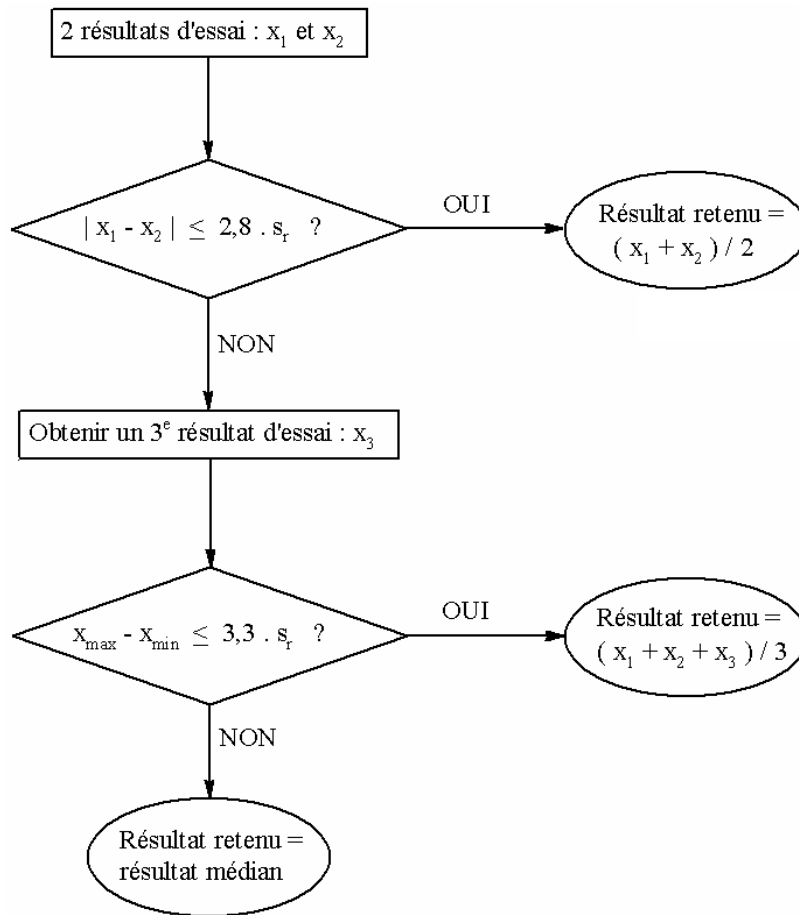 2 résultats d'essai : x₁ et x₂
| x₁ - x₂ | ≤ 2,8 . sᵣ ?
OUI
Résultat retenu =
( x₁ + x₂ ) / 2
NON
Obtenir un 3ᵉ résultat d'essai : x₃
xₘₐₓ - xₘᵢₙ ≤ 3,3 . sᵣ ?
OUI
Résultat retenu =
( x₁ + x₂ + x₃ ) / 3
NON
Résultat retenu =
résultat médian